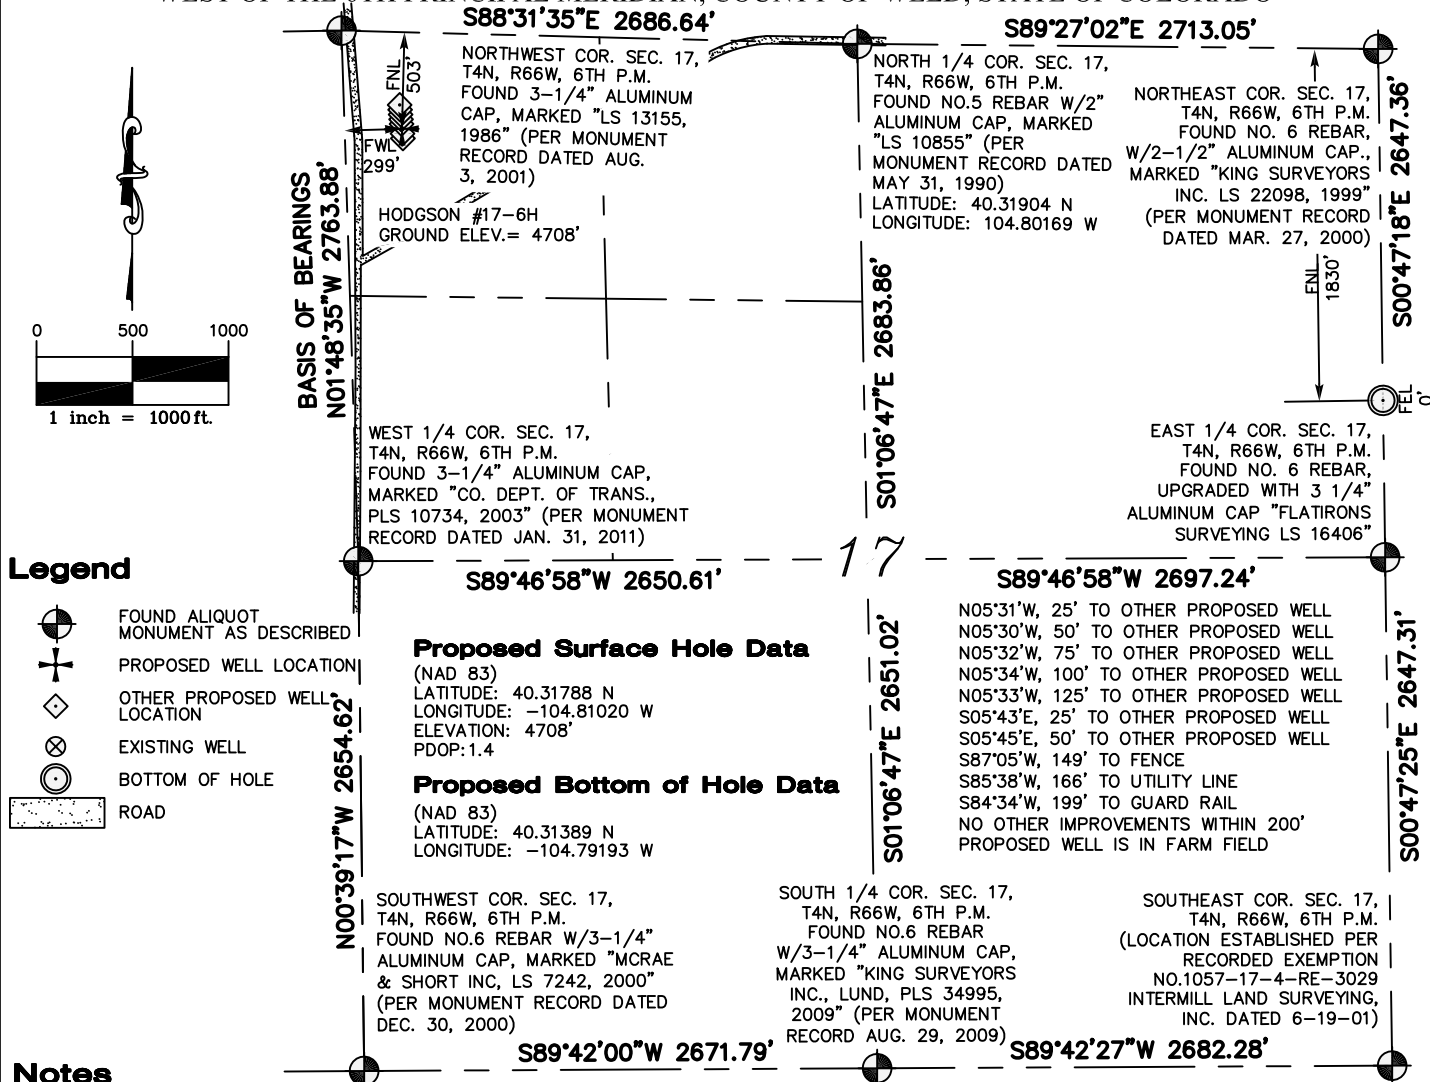 WEST OF THE 6TH PRINCIPAL MERIDIAN, COUNTY OF WELD, STATE OF COLORADO
S88°31'35"E 2686.64'
S89°27'02"E 2713.05'
FNL
503'
FWL
299'
NORTHWEST COR. SEC. 17,
T4N, R66W, 6TH P.M.
FOUND 3-1/4" ALUMINUM
CAP, MARKED "LS 13155,
1986" (PER MONUMENT
RECORD DATED AUG.
3, 2001)
NORTH 1/4 COR. SEC. 17,
T4N, R66W, 6TH P.M.
FOUND NO.5 REBAR W/2"
ALUMINUM CAP, MARKED
"LS 10855" (PER
MONUMENT RECORD DATED
MAY 31, 1990)
LATITUDE: 40.31904 N
LONGITUDE: 104.80169 W
NORTHEAST COR. SEC. 17,
T4N, R66W, 6TH P.M.
FOUND NO. 6 REBAR,
W/2-1/2" ALUMINUM CAP.,
MARKED "KING SURVEYORS
INC. LS 22098, 1999"
(PER MONUMENT RECORD
DATED MAR. 27, 2000)
S00°47'18"E 2647.36'
HODGSON #17-6H
GROUND ELEV.= 4708'
BASIS OF BEARINGS
N01°48'35"W 2763.88'
S01°06'47"E 2683.86'
FNL
1830'
FEL
0'
0 500 1000
1 inch = 1000 ft.
WEST 1/4 COR. SEC. 17,
T4N, R66W, 6TH P.M.
FOUND 3-1/4" ALUMINUM CAP,
MARKED "CO. DEPT. OF TRANS.,
PLS 10734, 2003" (PER MONUMENT
RECORD DATED JAN. 31, 2011)
EAST 1/4 COR. SEC. 17,
T4N, R66W, 6TH P.M.
FOUND NO. 6 REBAR,
UPGRADED WITH 3 1/4"
ALUMINUM CAP "FLATIRONS
SURVEYING LS 16406"
17
S89°46'58"W 2650.61'
S89°46'58"W 2697.24'
Legend
FOUND ALIQUOT
MONUMENT AS DESCRIBED
PROPOSED WELL LOCATION
OTHER PROPOSED WELL
LOCATION
EXISTING WELL
BOTTOM OF HOLE
ROAD
N00°39'17"W 2654.62'
Proposed Surface Hole Data
(NAD 83)
LATITUDE: 40.31788 N
LONGITUDE: -104.81020 W
ELEVATION: 4708'
PDOP:1.4
Proposed Bottom of Hole Data
(NAD 83)
LATITUDE: 40.31389 N
LONGITUDE: -104.79193 W
S01°06'47"E 2651.02'
N05°31'W, 25' TO OTHER PROPOSED WELL
N05°30'W, 50' TO OTHER PROPOSED WELL
N05°32'W, 75' TO OTHER PROPOSED WELL
N05°34'W, 100' TO OTHER PROPOSED WELL
N05°33'W, 125' TO OTHER PROPOSED WELL
S05°43'E, 25' TO OTHER PROPOSED WELL
S05°45'E, 50' TO OTHER PROPOSED WELL
S87°05'W, 149' TO FENCE
S85°38'W, 166' TO UTILITY LINE
S84°34'W, 199' TO GUARD RAIL
NO OTHER IMPROVEMENTS WITHIN 200'
PROPOSED WELL IS IN FARM FIELD
S00°47'25"E 2647.31'
SOUTHWEST COR. SEC. 17,
T4N, R66W, 6TH P.M.
FOUND NO.6 REBAR W/3-1/4"
ALUMINUM CAP, MARKED "MCRAE
& SHORT INC, LS 7242, 2000"
(PER MONUMENT RECORD DATED
DEC. 30, 2000)
SOUTH 1/4 COR. SEC. 17,
T4N, R66W, 6TH P.M.
FOUND NO.6 REBAR
W/3-1/4" ALUMINUM CAP,
MARKED "KING SURVEYORS
INC., LUND, PLS 34995,
2009" (PER MONUMENT
RECORD AUG. 29, 2009)
SOUTHEAST COR. SEC. 17,
T4N, R66W, 6TH P.M.
(LOCATION ESTABLISHED PER
RECORDED EXEMPTION
NO.1057-17-4-RE-3029
INTERMILL LAND SURVEYING,
INC. DATED 6-19-01)
S89°42'00"W 2671.79'
S89°42'27"W 2682.28'
Notes